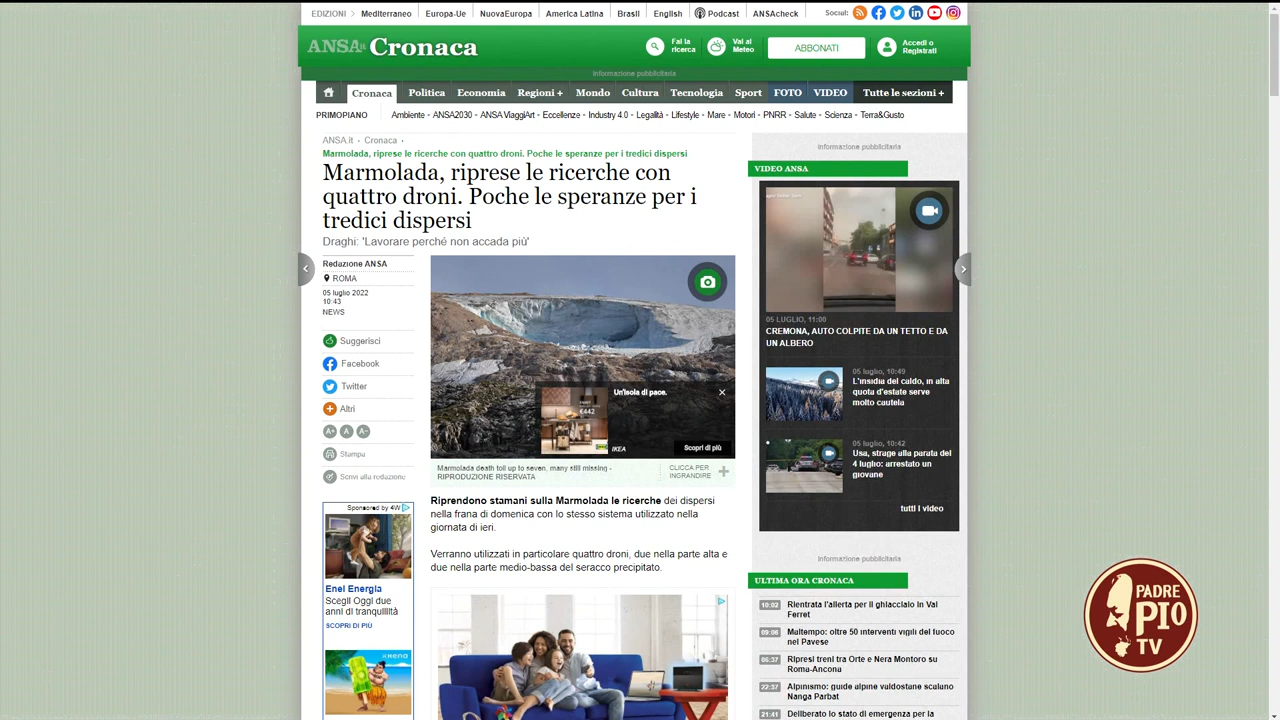 EDIZIONI
Mediterraneo
Europa-Ue
NuovaEuropa
America Latina
Brasil
English
Podcast
ANSAcheck
Social:
ANSA.it Cronaca
Fai la ricerca
Vai al Meteo
ABBONATI
Accedi o Registrati
Informazione pubblicitaria
Cronaca
Politica
Economia
Regioni +
Mondo
Cultura
Tecnologia
Sport
FOTO
VIDEO
Tutte le sezioni +
PRIMOPIANO
Ambiente - ANSA2030 - ANSA ViaggiArt - Eccellenze - Industry 4.0 - Legalità - Lifestyle - Mare - Motori - PNRR - Salute - Scienza - Terra&Gusto
ANSA.it › Cronaca ›
Marmolada, riprese le ricerche con quattro droni. Poche le speranze per i tredici dispersi
Marmolada, riprese le ricerche con
quattro droni. Poche le speranze per i
tredici dispersi
Draghi: 'Lavorare perché non accada più'
Redazione ANSA
ROMA
05 luglio 2022
10:43
NEWS
Suggerisci
Facebook
Twitter
Altri
A+ A A-
Stampa
Scrivi alla redazione
Un'isola di pace.
€442
IKEA
Scopri di più
Marmolada death toll up to seven, many still missing -
RIPRODUZIONE RISERVATA
CLICCA PER
INGRANDIRE
Riprendono stamani sulla Marmolada le ricerche dei dispersi
nella frana di domenica con lo stesso sistema utilizzato nella
giornata di ieri.
Verranno utilizzati in particolare quattro droni, due nella parte alta e
due nella parte medio-bassa del seracco precipitato.
Sponsored by 4W
Enel Energia
Scegli Oggi due
anni di tranquillità
SCOPRI DI PIÙ
Informazione pubblicitaria
VIDEO ANSA
05 LUGLIO, 11:00
CREMONA, AUTO COLPITE DA UN TETTO E DA
UN ALBERO
05 luglio, 10:49
L'insidia del caldo, in alta
quota d'estate serve
molto cautela
05 luglio, 10:42
Usa, strage alla parata del
4 luglio: arrestato un
giovane
tutti i video
Informazione pubblicitaria
ULTIMA ORA CRONACA
10:02 Rientrata l'allerta per il ghiacciaio in Val
Ferret
09:06 Maltempo: oltre 50 interventi vigili del fuoco
nel Pavese
06:37 Ripresi treni tra Orte e Nera Montoro su
Roma-Ancona
22:37 Alpinismo: guide alpine valdostane scalano
Nanga Parbat
21:41 Deliberato lo stato di emergenza per la
PADRE
PIO
TV